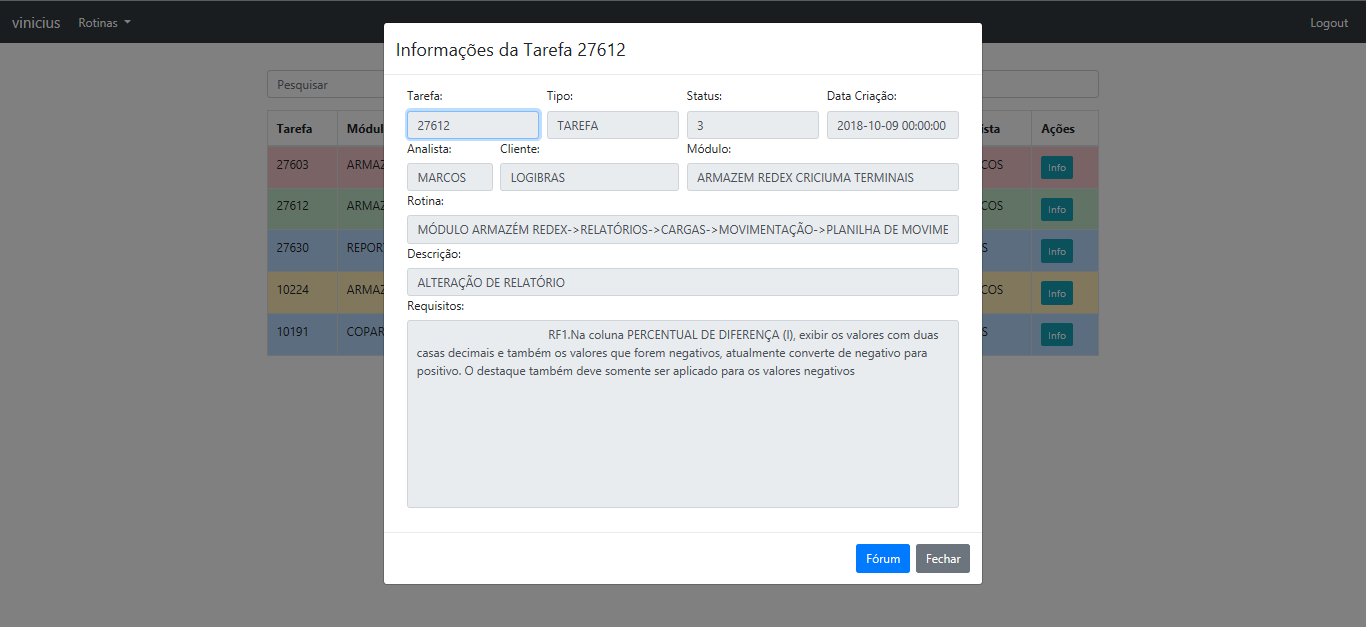 vinicius Rotinas Logout
Informações da Tarefa 27612
Pesquisar
Tarefa: Tipo: Status: Data Criação:
27612 TAREFA 3 2018-10-09 00:00:00
Analista: Cliente: Módulo:
MARCOS LOGIBRAS ARMAZEM REDEX CRICIUMA TERMINAIS
Rotina:
MÓDULO ARMAZÉM REDEX->RELATÓRIOS->CARGAS->MOVIMENTAÇÃO->PLANILHA DE MOVIME
Descrição:
ALTERAÇÃO DE RELATÓRIO
Requisitos:
RF1.Na coluna PERCENTUAL DE DIFERENÇA (I), exibir os valores com duas
casas decimais e também os valores que forem negativos, atualmente converte de negativo para
positivo. O destaque também deve somente ser aplicado para os valores negativos
Fórum Fechar
Tarefa Módul ista Ações
27603 ARMAZ COS Info
27612 ARMAZ COS Info
27630 REPOR S Info
10224 ARMAZ COS Info
10191 COPAR S Info